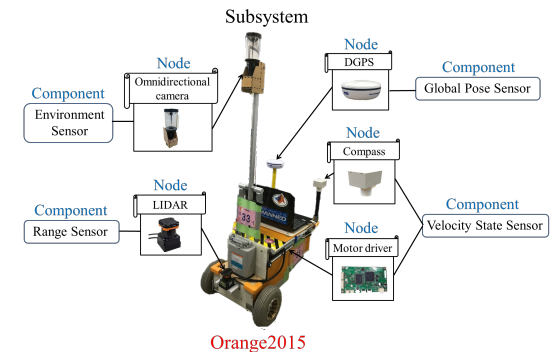 Subsystem
Node
Omnidirectional
camera
Component
Environment
Sensor
Node
DGPS
Component
Global Pose Sensor
Node
Compass
Node
LIDAR
Component
Range Sensor
33
Component
Velocity State Sensor
Node
Motor driver
Orange2015